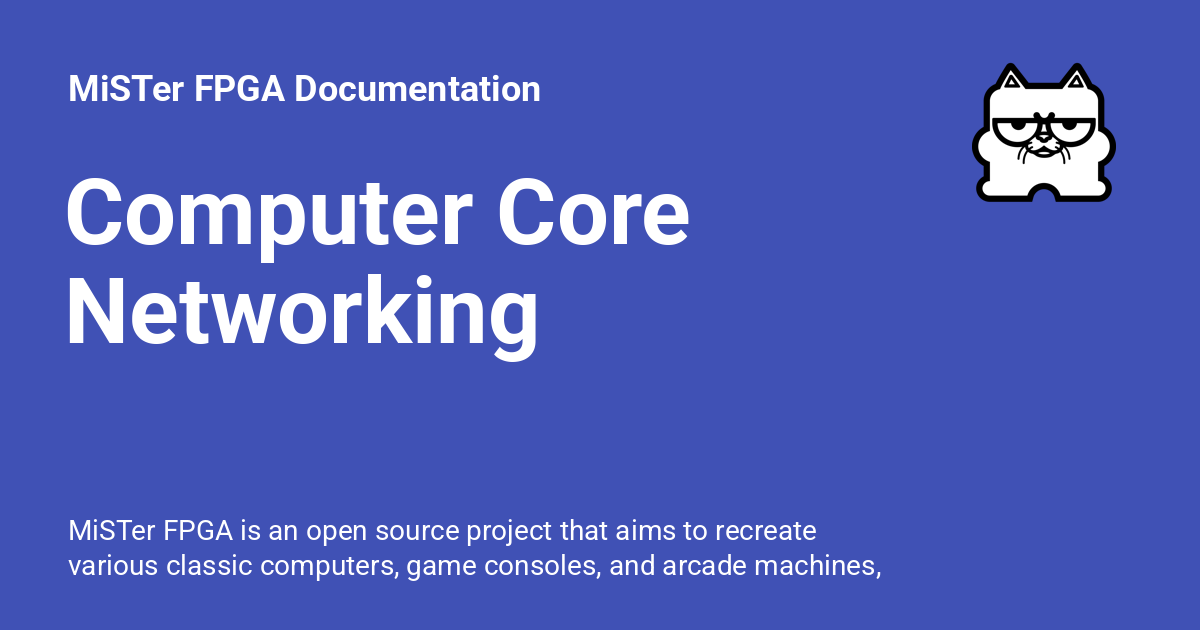 MiSTer FPGA Documentation
Computer Core
Networking
MiSTer FPGA is an open source project that aims to recreate
various classic computers, game consoles, and arcade machines,